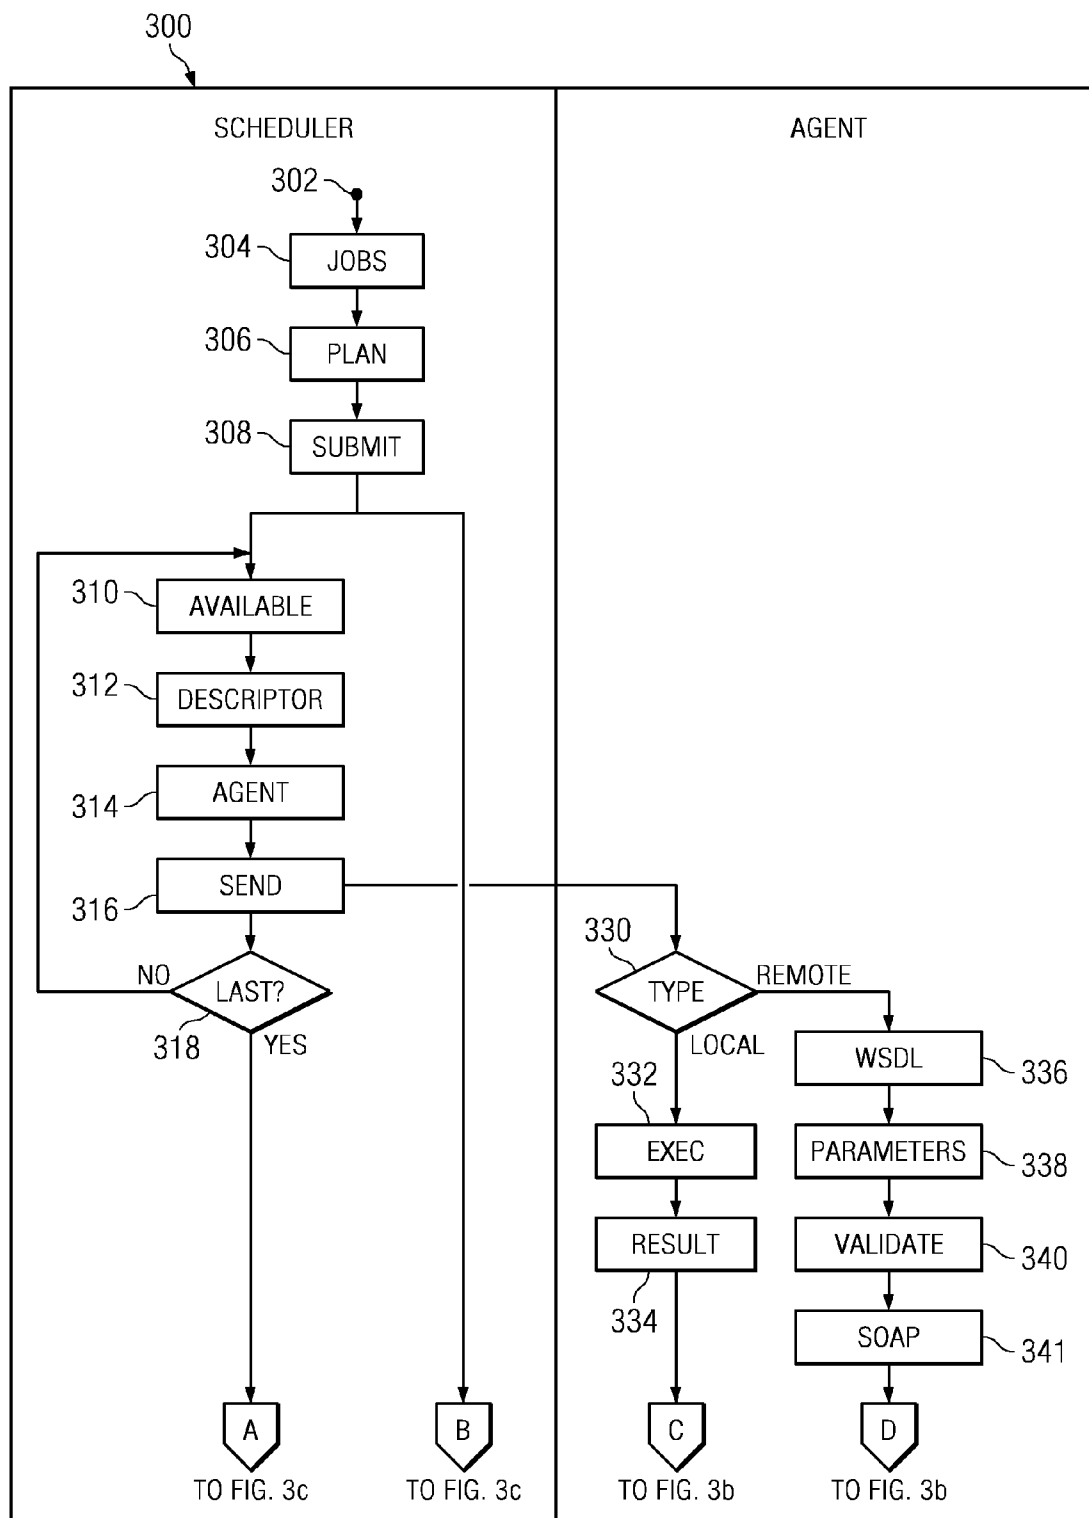 300
SCHEDULER
AGENT
302
304
JOBS
306
PLAN
308
SUBMIT
310
AVAILABLE
312
DESCRIPTOR
314
AGENT
316
SEND
NO
LAST?
318
YES
330
TYPE
REMOTE
LOCAL
332
EXEC
RESULT
334
WSDL
336
PARAMETERS
338
VALIDATE
340
SOAP
341
A
B
C
D
TO FIG. 3c
TO FIG. 3c
TO FIG. 3b
TO FIG. 3b